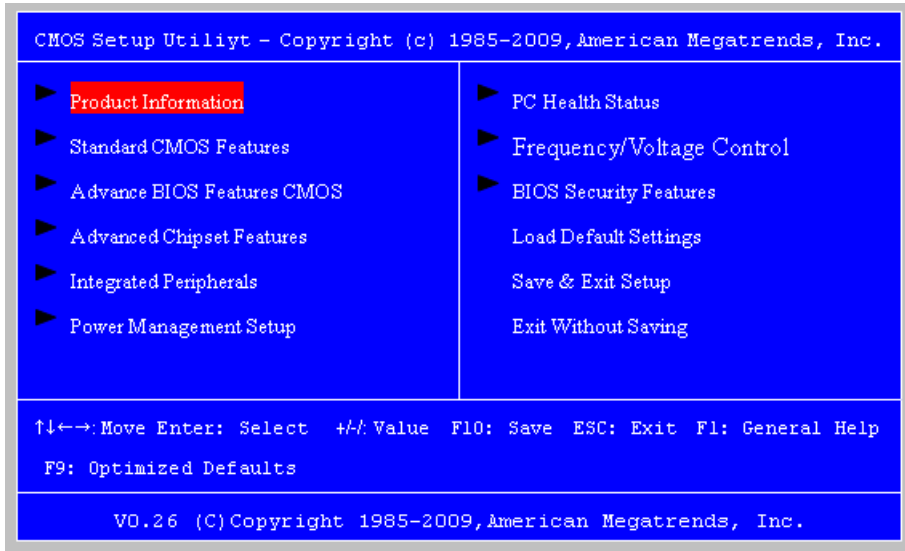 CMOS Setup Utiliyt - Copyright (c) 1985-2009,American Megatrends, Inc.
Product Information
Standard CMOS Features
Advance BIOS Features CMOS
Advanced Chipset Features
Integrated Peripherals
Power Management Setup
PC Health Status
Frequency/Voltage Control
BIOS Security Features
Load Default Settings
Save & Exit Setup
Exit Without Saving
↑↓←→:Move Enter: Select +/-/: Value F10: Save ESC: Exit F1: General Help
F9: Optimized Defaults
V0.26 (C)Copyright 1985-2009,American Megatrends, Inc.